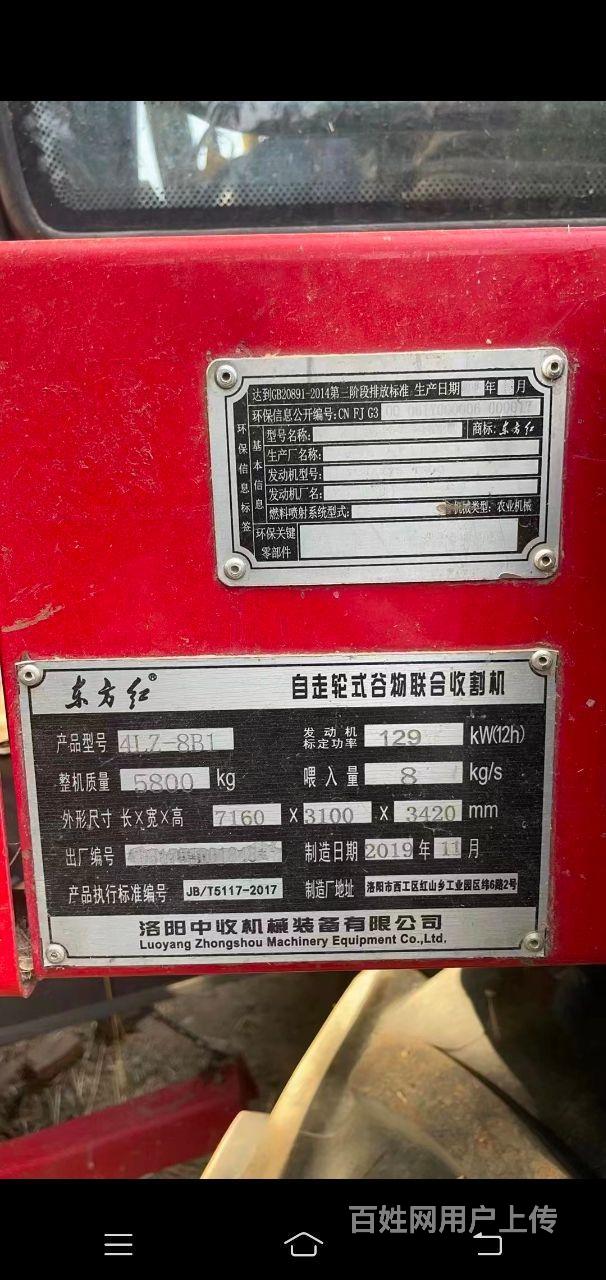 达到GB20891-2014第三阶段排放标准 生产日期 年 月
环保信息公开编号: CN FJ G3
环保信息标签
基本信息
型号名称: 商标: 东方红
生产厂名称:
发动机型号:
发动机厂名:
燃料喷射系统型式: 机械类型: 农业机械
环保关键
零部件
东方红® 自走轮式谷物联合收割机
产品型号 4LZ-8B1 发动机标定功率 129 kW(12h)
整机质量 5800 kg 喂入量 8 kg/s
外形尺寸 长X宽X高 7160 X 3100 X 3420 mm
出厂编号 制造日期 2019 年 11 月
产品执行标准编号 JB/T5117-2017 制造厂地址 洛阳市西工区红山乡工业园区纬6路2号
洛阳中收机械装备有限公司
Luoyang Zhongshou Machinery Equipment Co.,Ltd.
百姓网用户上传